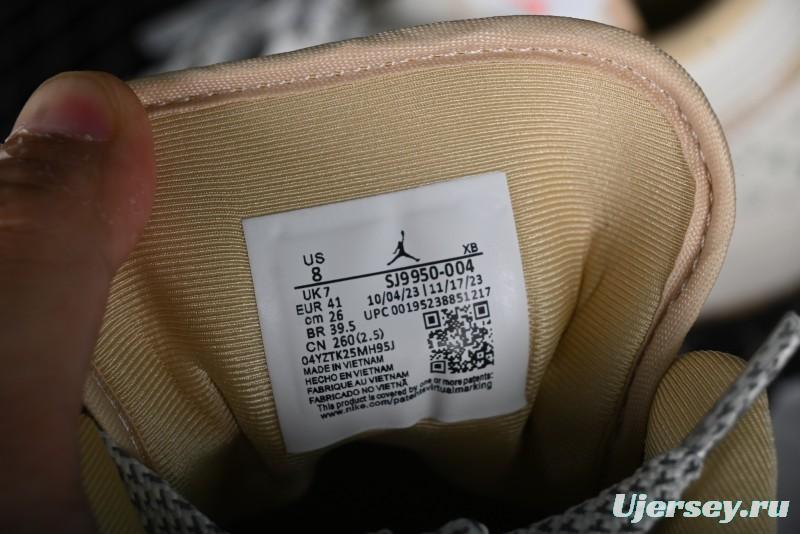 US XB
8 SJ9950-004
UK 7 10/04/23 | 11/17/23
EUR 41 UPC 00195238851217
cm 26
BR 39.5
CN 260(2.5)
04YZTK25MH95J
MADE IN VIETNAM
HECHO EN VIETNAM
FABRIQUE AU VIETNAM
FABRICADO NO VIETNÃ
This product is covered by one or more patents:
www.nike.com/patentsvirtualmarking
Ujersey.ru